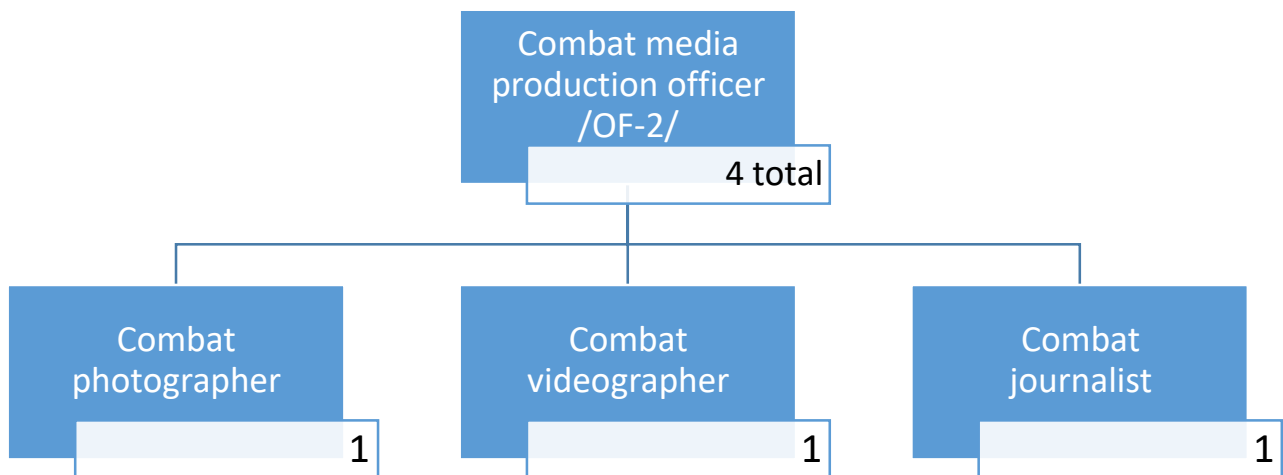 Combat media
production officer
/OF-2/
4 total
Combat
photographer
1
Combat
videographer
1
Combat
journalist
1